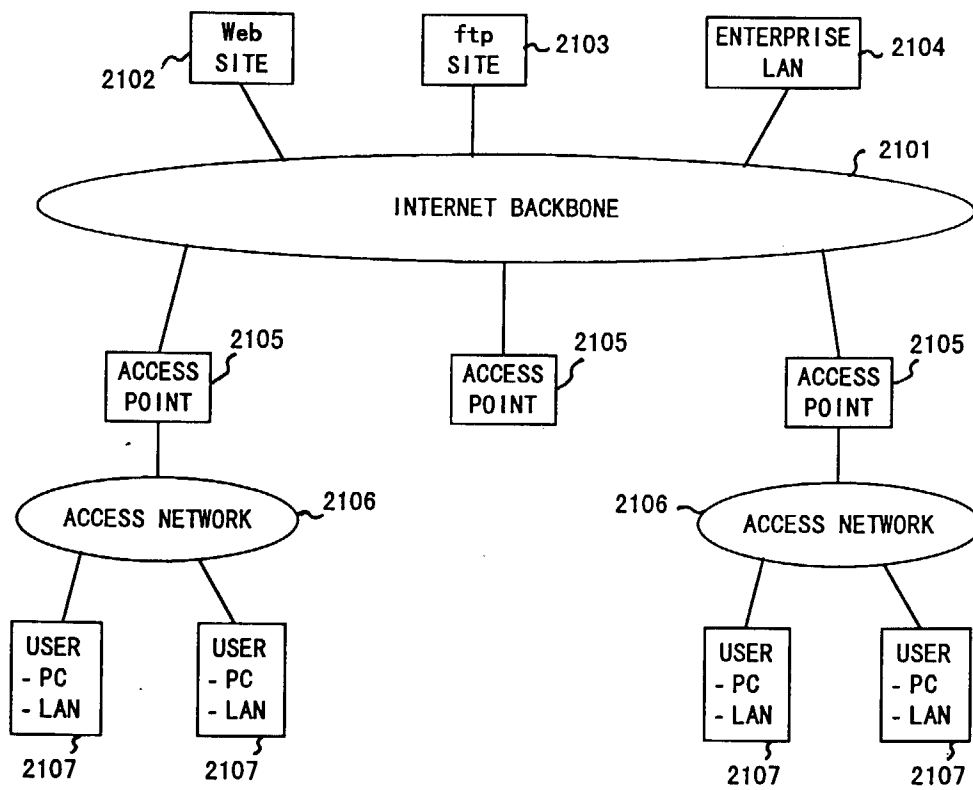 Web
SITE
2102
ftp
SITE
2103
ENTERPRISE
LAN
2104
2101
INTERNET BACKBONE
2105
ACCESS
POINT
2105
ACCESS
POINT
2105
ACCESS
POINT
2106
ACCESS NETWORK
2106
ACCESS NETWORK
USER
- PC
- LAN
2107
USER
- PC
- LAN
2107
USER
- PC
- LAN
2107
USER
- PC
- LAN
2107